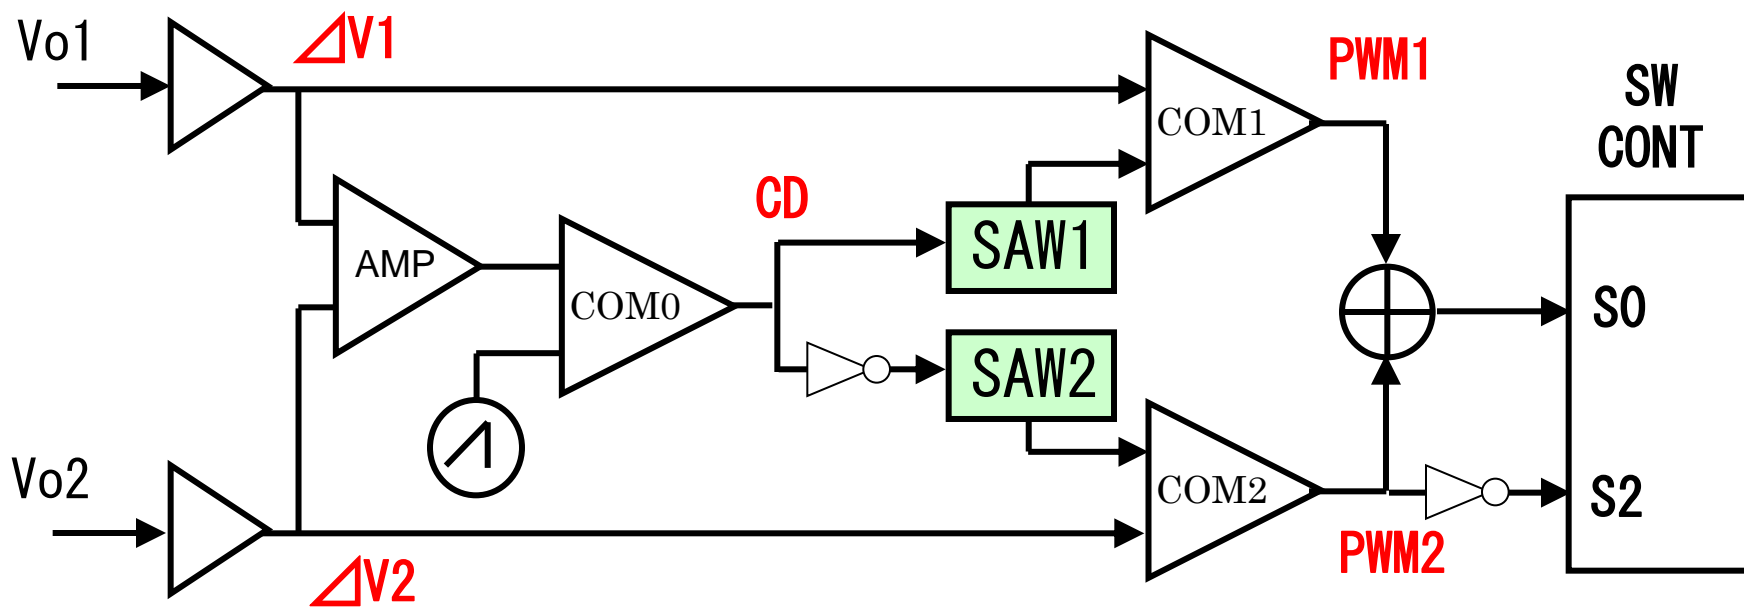 Vo1
⊿V1
PWM1
SW
CONT
COM1
CD
SAW1
AMP
COM0
S0
SAW2
Vo2
COM2
S2
PWM2
⊿V2